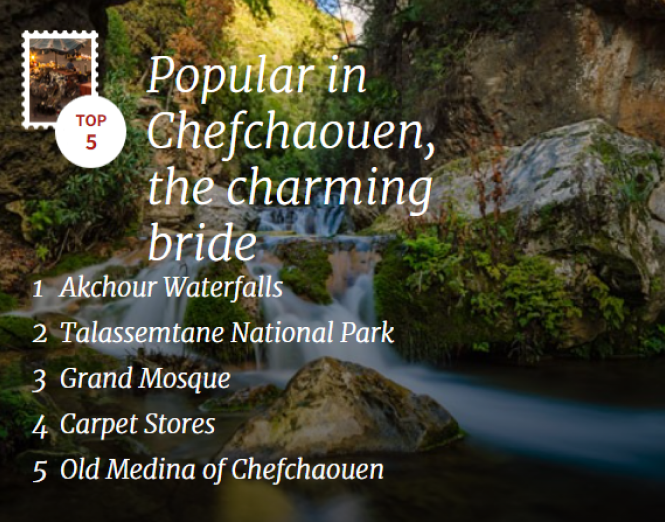 TOP
5
Popular in
Chefchaouen,
the charming
bride
1 Akchour Waterfalls
2 Talassemtane National Park
3 Grand Mosque
4 Carpet Stores
5 Old Medina of Chefchaouen